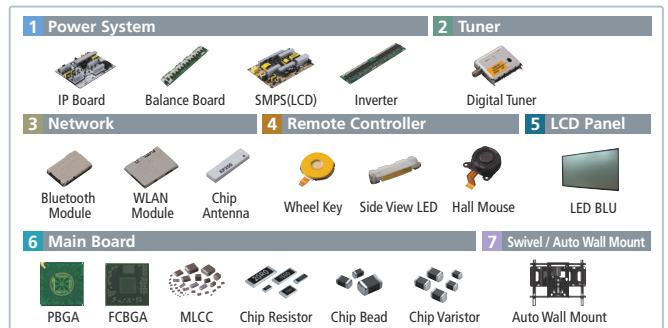 1 Power System
2 Tuner
IP Board
Balance Board
SMPS(LCD)
Inverter
Digital Tuner
3 Network
4 Remote Controller
5 LCD Panel
Bluetooth
Module
WLAN
Module
Chip
Antenna
Wheel Key
Side View LED
Hall Mouse
LED BLU
6 Main Board
7 Swivel / Auto Wall Mount
PBGA
FCBGA
MLCC
Chip Resistor
Chip Bead
Chip Varistor
Auto Wall Mount